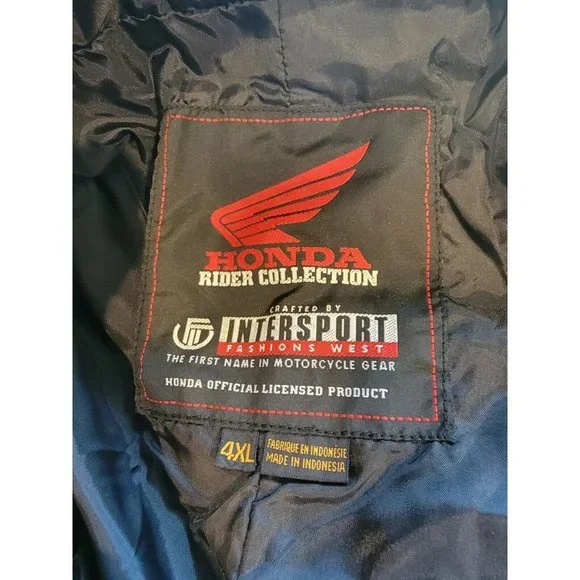 HONDA
RIDER COLLECTION
CRAFTED BY
INTERSPORT
FASHIONS WEST
THE FIRST NAME IN MOTORCYCLE GEAR
HONDA OFFICIAL LICENSED PRODUCT
4XL
FABRIQUE EN INDONESIE
MADE IN INDONESIA